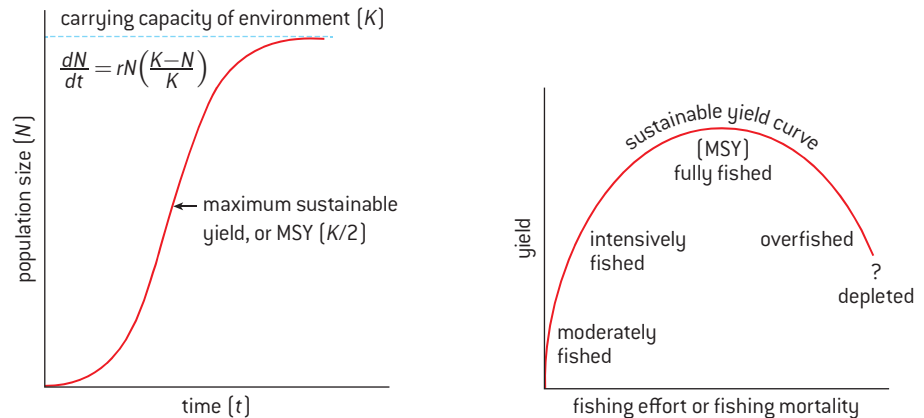 carrying capacity of environment (K)
dN/dt = rN((K–N)/K)
population size (N)
maximum sustainable
yield, or MSY (K/2)
time (t)
sustainable yield curve
(MSY)
fully fished
yield
intensively
fished
overfished
?
depleted
moderately
fished
fishing effort or fishing mortality